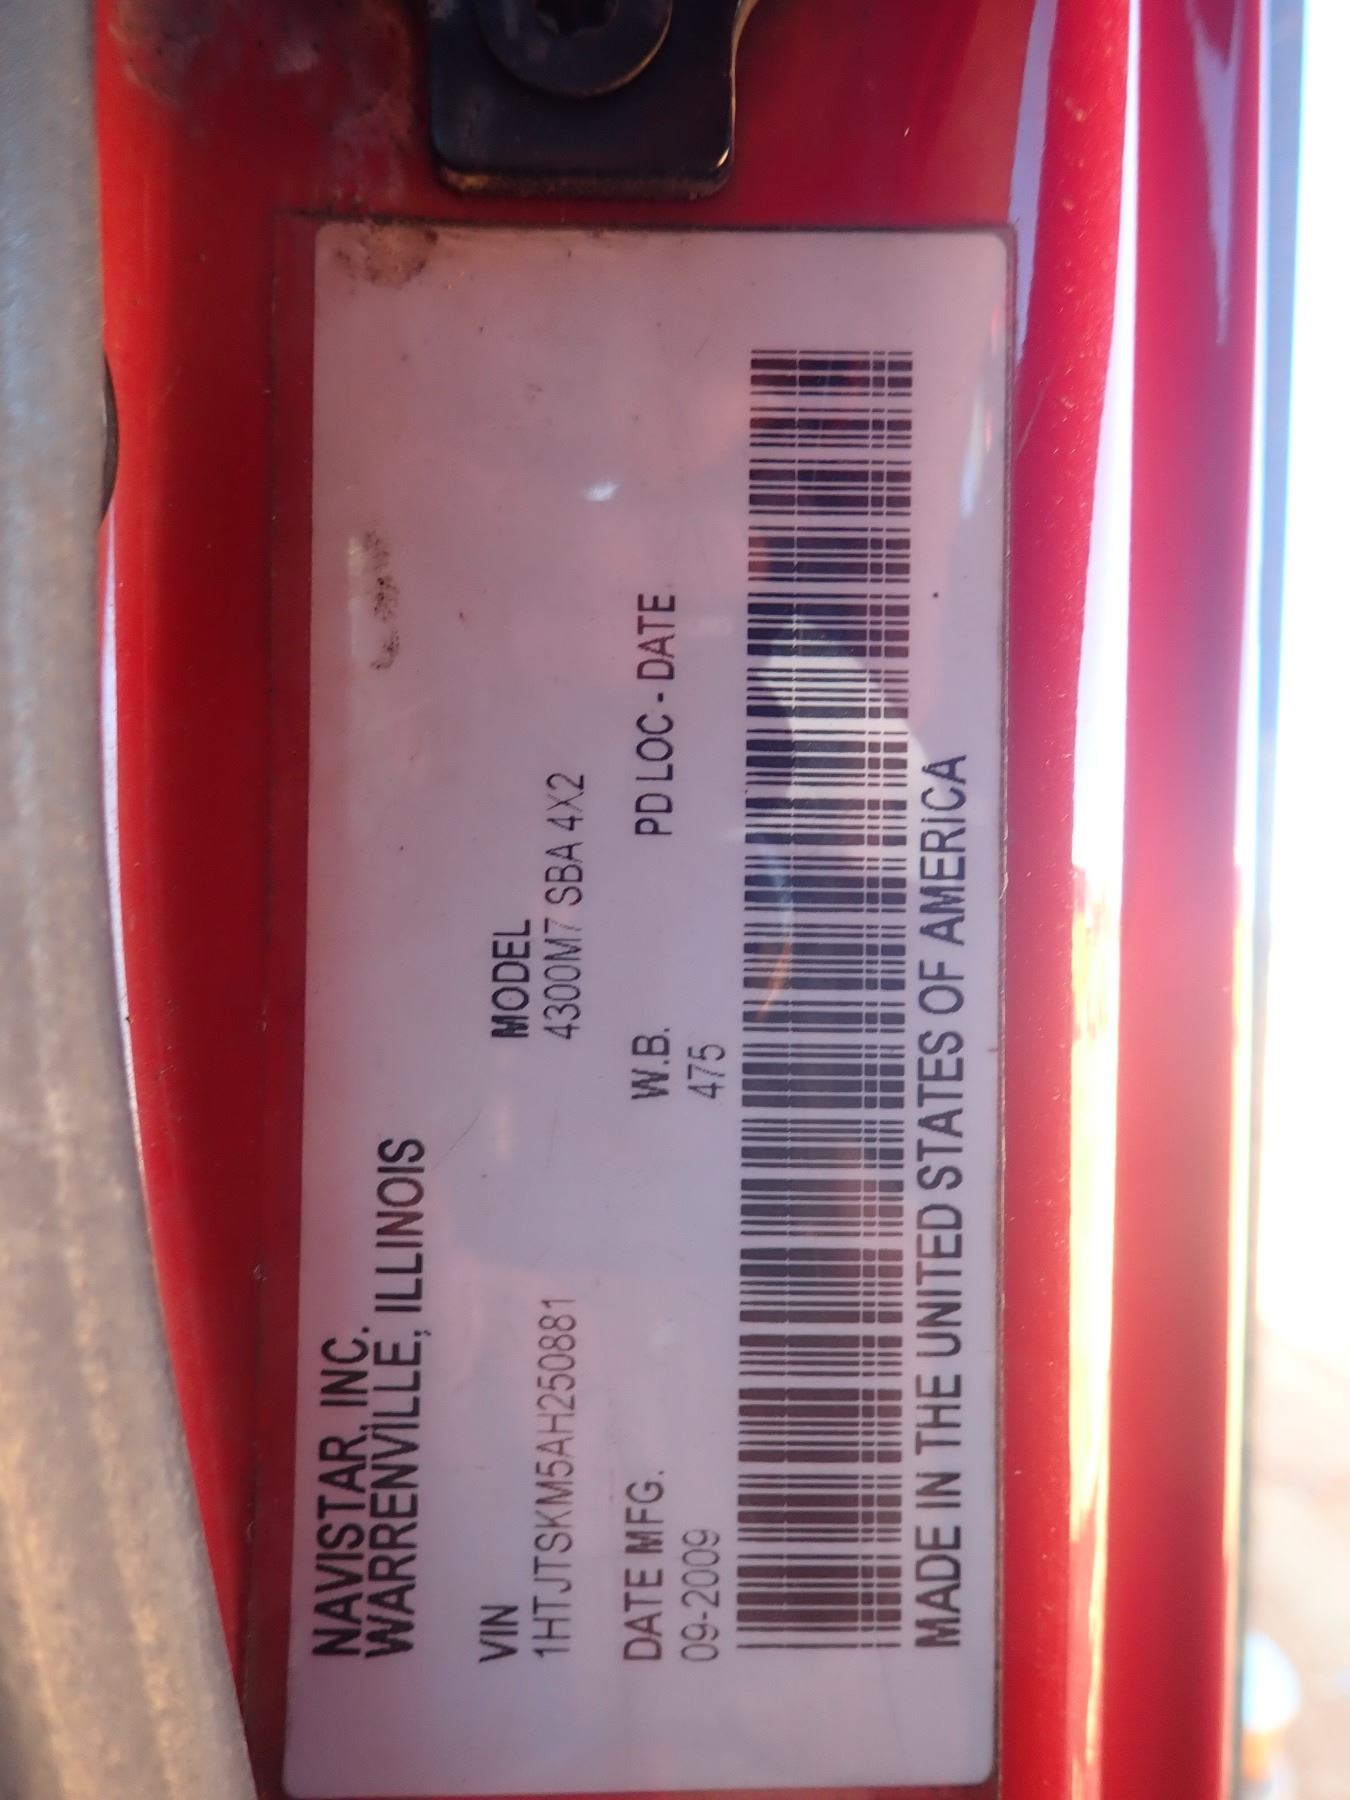 NAVISTAR, INC.
WARRENVILLE, ILLINOIS
VIN MODEL
1HTJTSKM5AH250881 4300M7 SBA 4X2
DATE MFG. W.B. PD LOC - DATE
09-2009 475
MADE IN THE UNITED STATES OF AMERICA